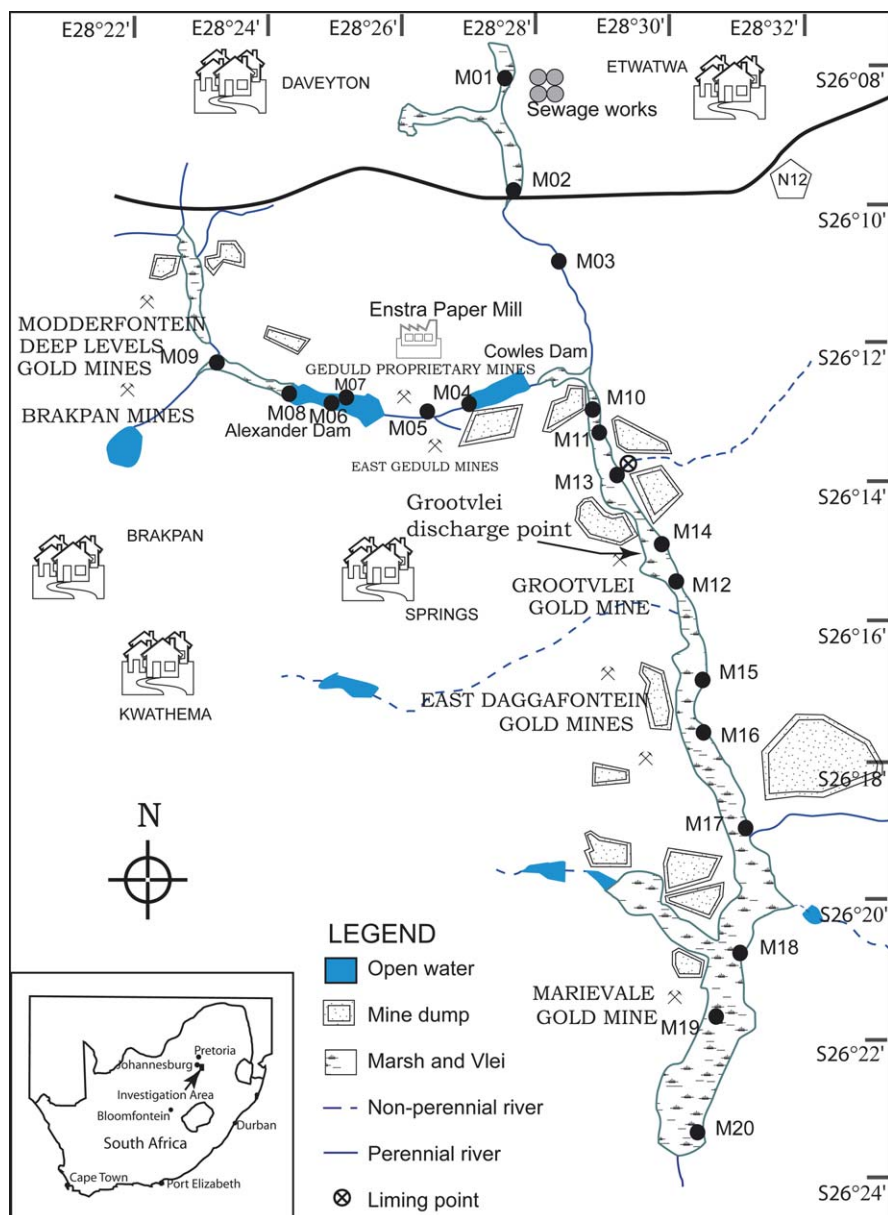 E28°22'
E28°24'
E28°26'
E28°28'
E28°30'
E28°32'
DAVEYTON
M01
ETWATWA
S26°08'
Sewage works
M02
N12
S26°10'
M03
Enstra Paper Mill
MODDERFONTEIN
DEEP LEVELS
GOLD MINES
M09
GEDULD PROPRIETARY MINES
Cowles Dam
S26°12'
M07
M04
M08
M06
M05
M10
BRAKPAN MINES
Alexander Dam
M11
EAST GEDULD MINES
M13
S26°14'
Grootvlei
discharge point
M14
BRAKPAN
M12
GROOTVLEI
GOLD MINE
SPRINGS
S26°16'
M15
KWATHEMA
EAST DAGGAFONTEIN
GOLD MINES
M16
S26°18'
N
M17
S26°20'
LEGEND
M18
Open water
Mine dump
MARIEVALE
GOLD MINE
M19
S26°22'
Marsh and Vlei
Non-perennial river
M20
Perennial river
S26°24'
Liming point
Pretoria
Johannesburg
Investigation Area
Bloomfontein
Durban
South Africa
Cape Town
Port Elizabeth